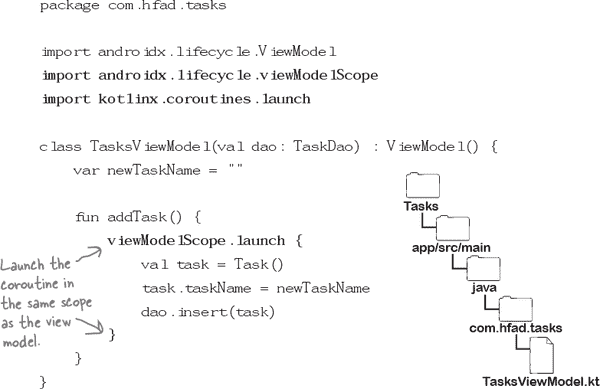 package com.hfad.tasks
import androidx.lifecycle.ViewModel
import androidx.lifecycle.viewModelScope
import kotlinx.coroutines.launch
class TasksViewModel(val dao: TaskDao) : ViewModel() {
var newTaskName = ""
fun addTask() {
viewModelScope.launch {
val task = Task()
task.taskName = newTaskName
dao.insert(task)
}
}
}
Launch the
coroutine in
the same scope
as the view
model.
Tasks
app/src/main
java
com.hfad.tasks
TasksViewModel.kt